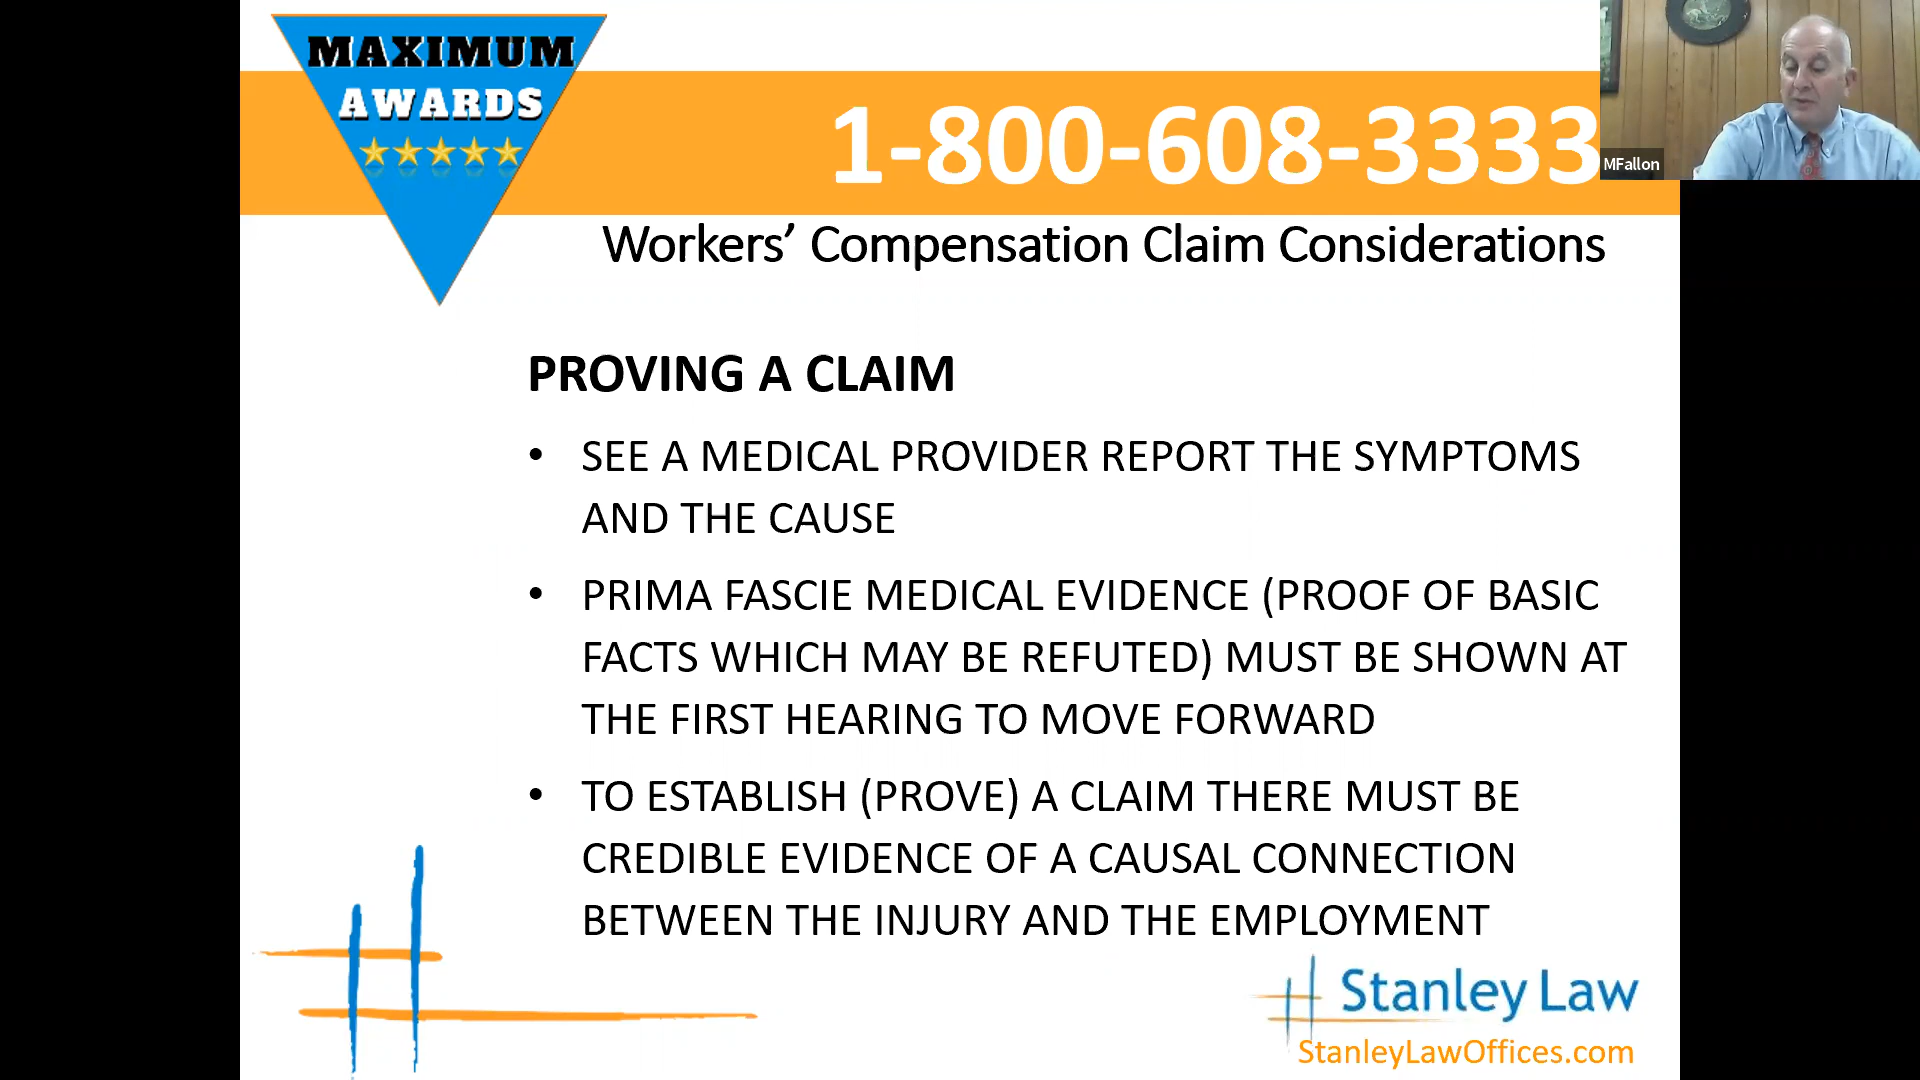 MAXIMUM
AWARDS
1-800-608-3333
MFallon
Workers’ Compensation Claim Considerations
PROVING A CLAIM
• SEE A MEDICAL PROVIDER REPORT THE SYMPTOMS
AND THE CAUSE
• PRIMA FASCIE MEDICAL EVIDENCE (PROOF OF BASIC
FACTS WHICH MAY BE REFUTED) MUST BE SHOWN AT
THE FIRST HEARING TO MOVE FORWARD
• TO ESTABLISH (PROVE) A CLAIM THERE MUST BE
CREDIBLE EVIDENCE OF A CAUSAL CONNECTION
BETWEEN THE INJURY AND THE EMPLOYMENT
Stanley Law
StanleyLawOffices.com